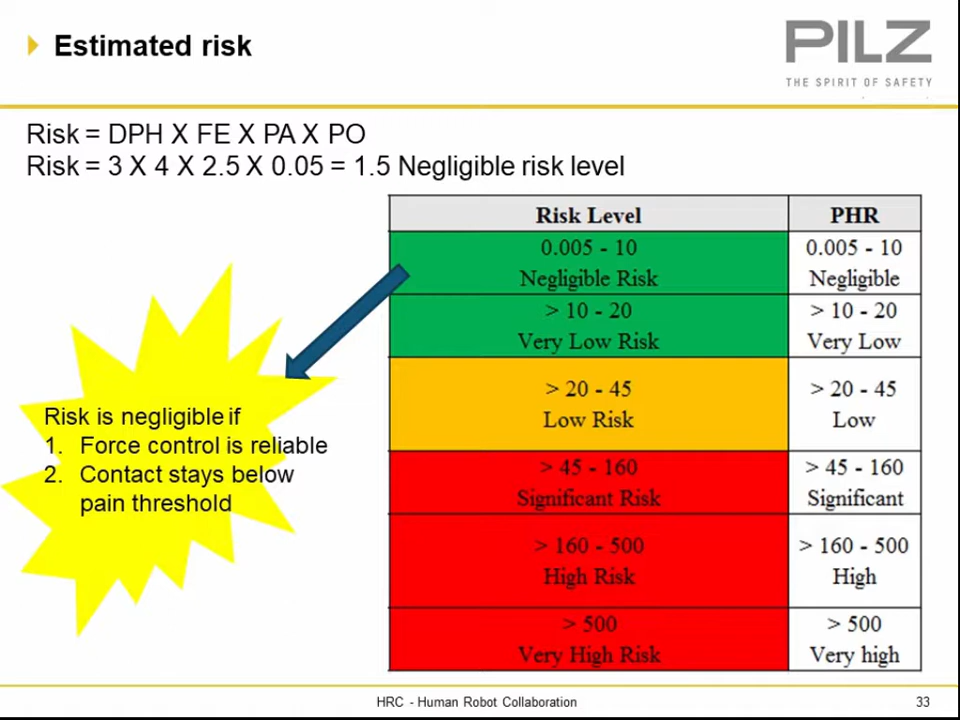 Estimated risk
PILZ
THE SPIRIT OF SAFETY
Risk = DPH X FE X PA X PO
Risk = 3 X 4 X 2.5 X 0.05 = 1.5 Negligible risk level
Risk Level PHR
0.005 - 10 0.005 - 10
Negligible Risk Negligible
> 10 - 20 > 10 - 20
Very Low Risk Very Low
> 20 - 45 > 20 - 45
Low Risk Low
> 45 - 160 > 45 - 160
Significant Risk Significant
> 160 - 500 > 160 - 500
High Risk High
> 500 > 500
Very High Risk Very high
Risk is negligible if
1. Force control is reliable
2. Contact stays below
pain threshold
HRC - Human Robot Collaboration
33